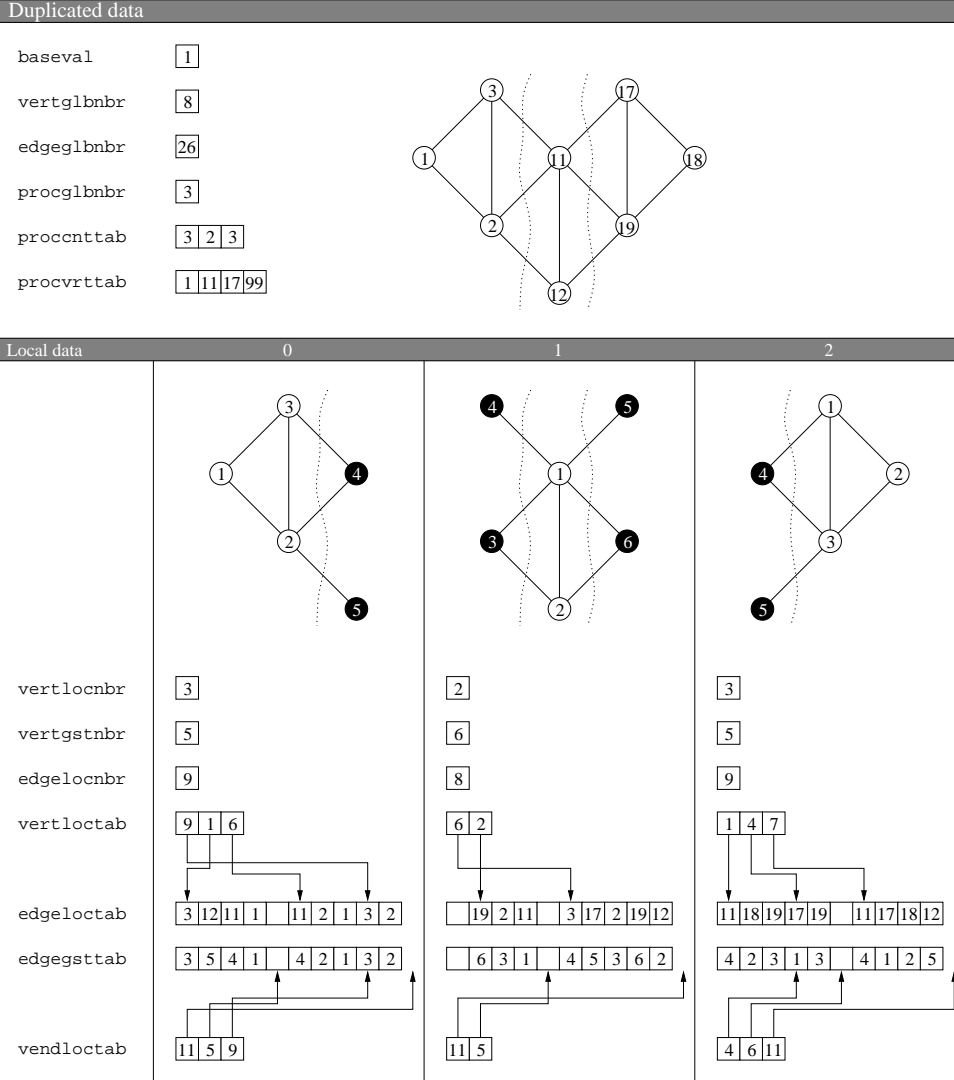 Duplicated data
baseval 1
vertglbnbr 8
edgeglbnbr 26
procglbnbr 3
proccnttab 3 2 3
procvrttab 1 11 17 99
3 17
1 11 18
2 19
12
Local data 0 1 2
3 4 5 1
1 4 1 4 2
2 3 6 3
5 2 5
vertlocnbr 3 2 3
vertgstnbr 5 6 5
edgelocnbr 9 8 9
vertloctab 9 1 6 6 2 1 4 7
edgeloctab 3 12 11 1 11 2 1 3 2 19 2 11 3 17 2 19 12 11 18 19 17 19 11 17 18 12
edgegsttab 3 5 4 1 4 2 1 3 2 6 3 1 4 5 3 6 2 4 2 3 1 3 4 1 2 5
vendloctab 11 5 9 11 5 4 6 11